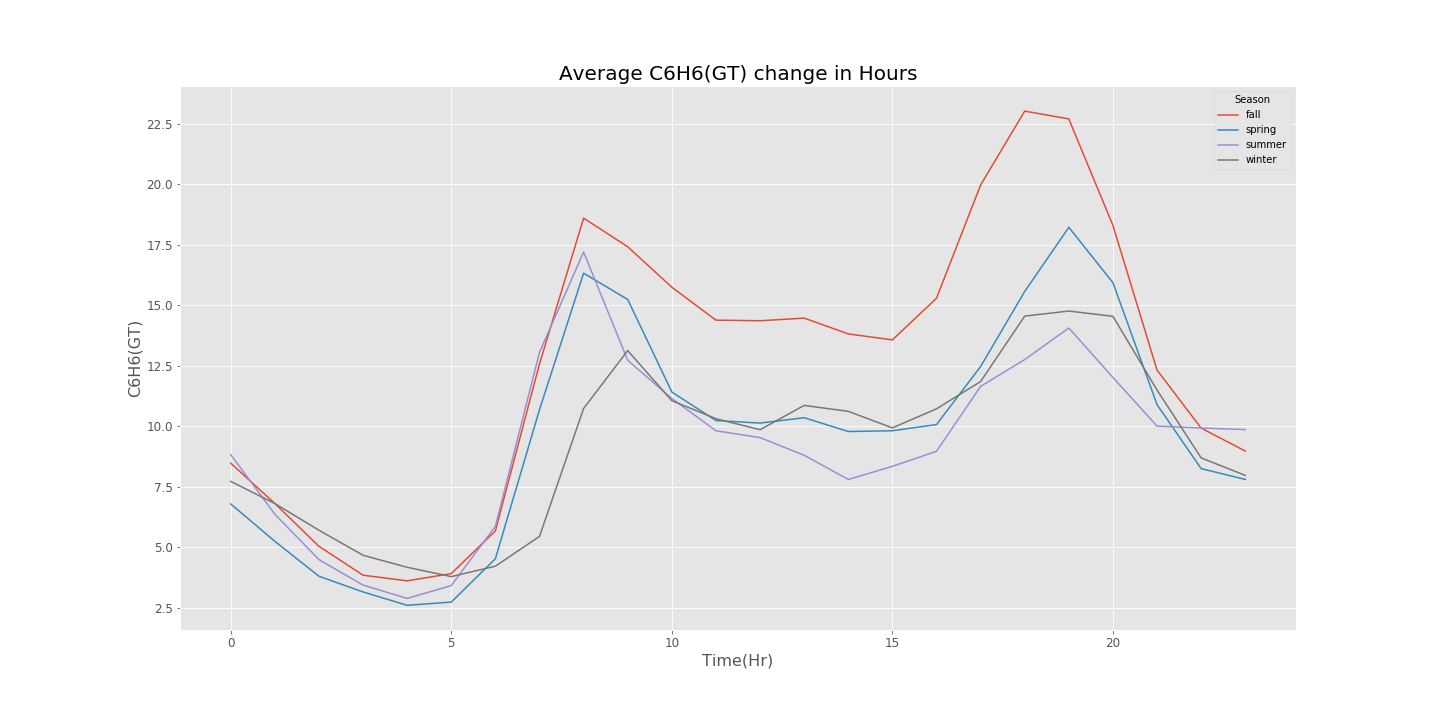 Average C6H6(GT) change in Hours
Season
fall
spring
summer
winter
C6H6(GT)
22.5
20.0
17.5
15.0
12.5
10.0
7.5
5.0
2.5
0 5 10 15 20
Time(Hr)